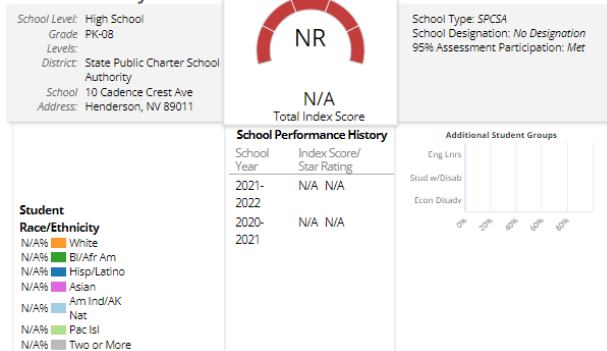 School Level: High School
Grade Levels: PK-08
District: State Public Charter School Authority
School Address: 10 Cadence Crest Ave
Henderson, NV 89011
NR
N/A
Total Index Score
School Type: SPCSA
School Designation: No Designation
95% Assessment Participation: Met
School Performance History
School Year
Index Score/ Star Rating
2021-2022 N/A N/A
2020-2021 N/A N/A
Additional Student Groups
Eng Lnrs
Stud w/Disab
Econ Disadv
0% 20% 40% 60% 80%
Student
Race/Ethnicity
N/A% White
N/A% Bl/Afr Am
N/A% Hisp/Latino
N/A% Asian
N/A% Am Ind/AK Nat
N/A% Pac Isl
N/A% Two or More